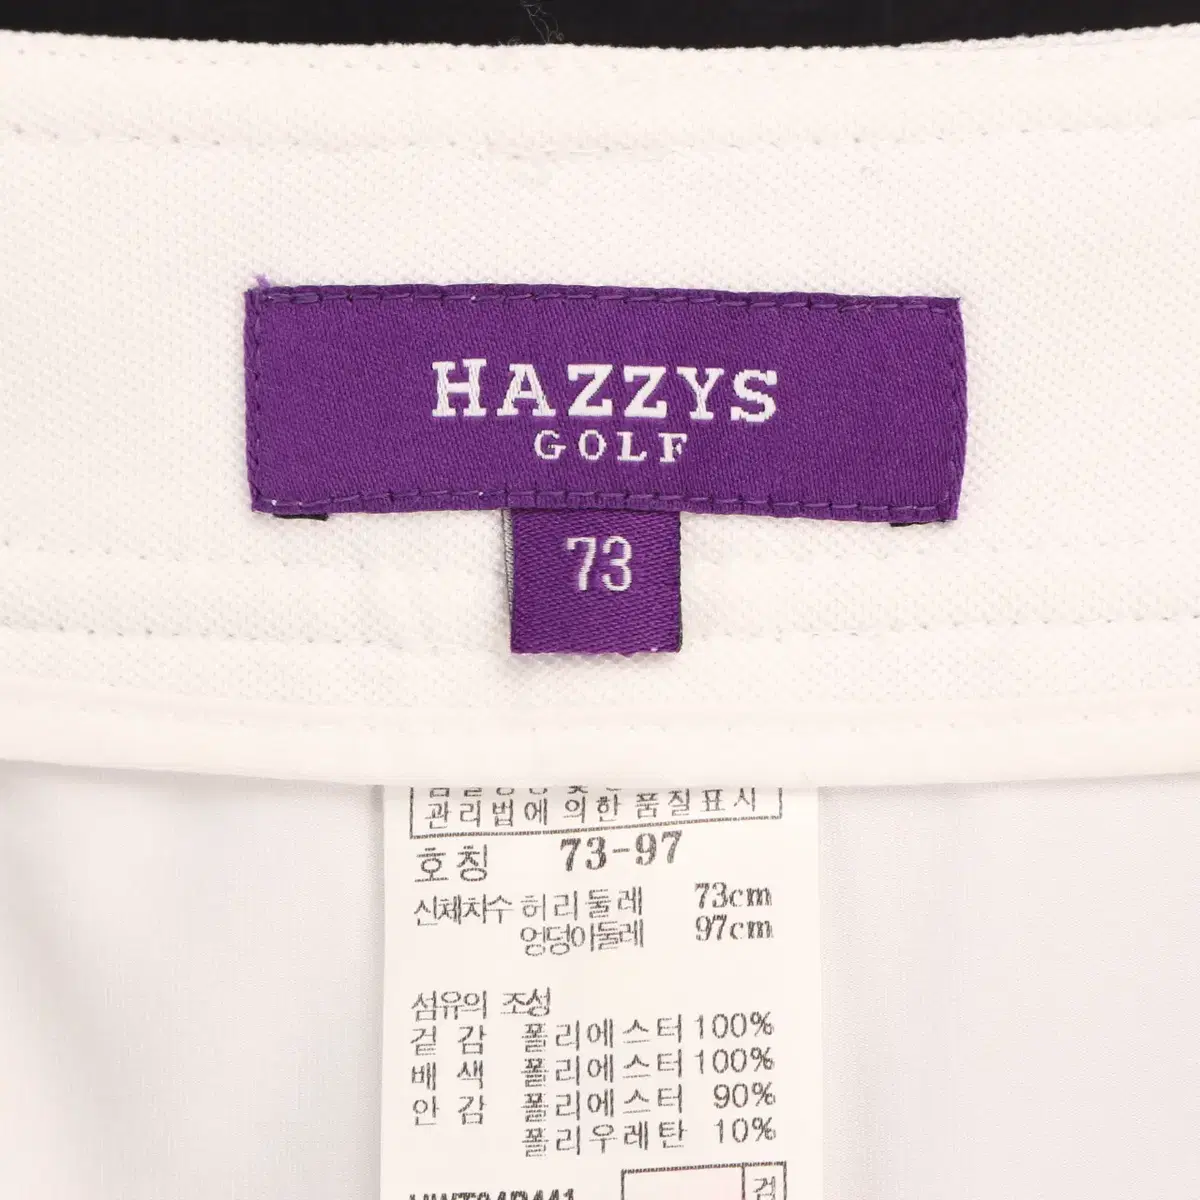 HAZZYS
GOLF
73
관리법에 의한 품질표시
호칭 73-97
신체치수 허리둘레 73cm
엉덩이둘레 97cm
섬유의 조성
겉감 폴리에스터 100%
배색 폴리에스터 100%
안감 폴리에스터 90%
폴리우레탄 10%
검